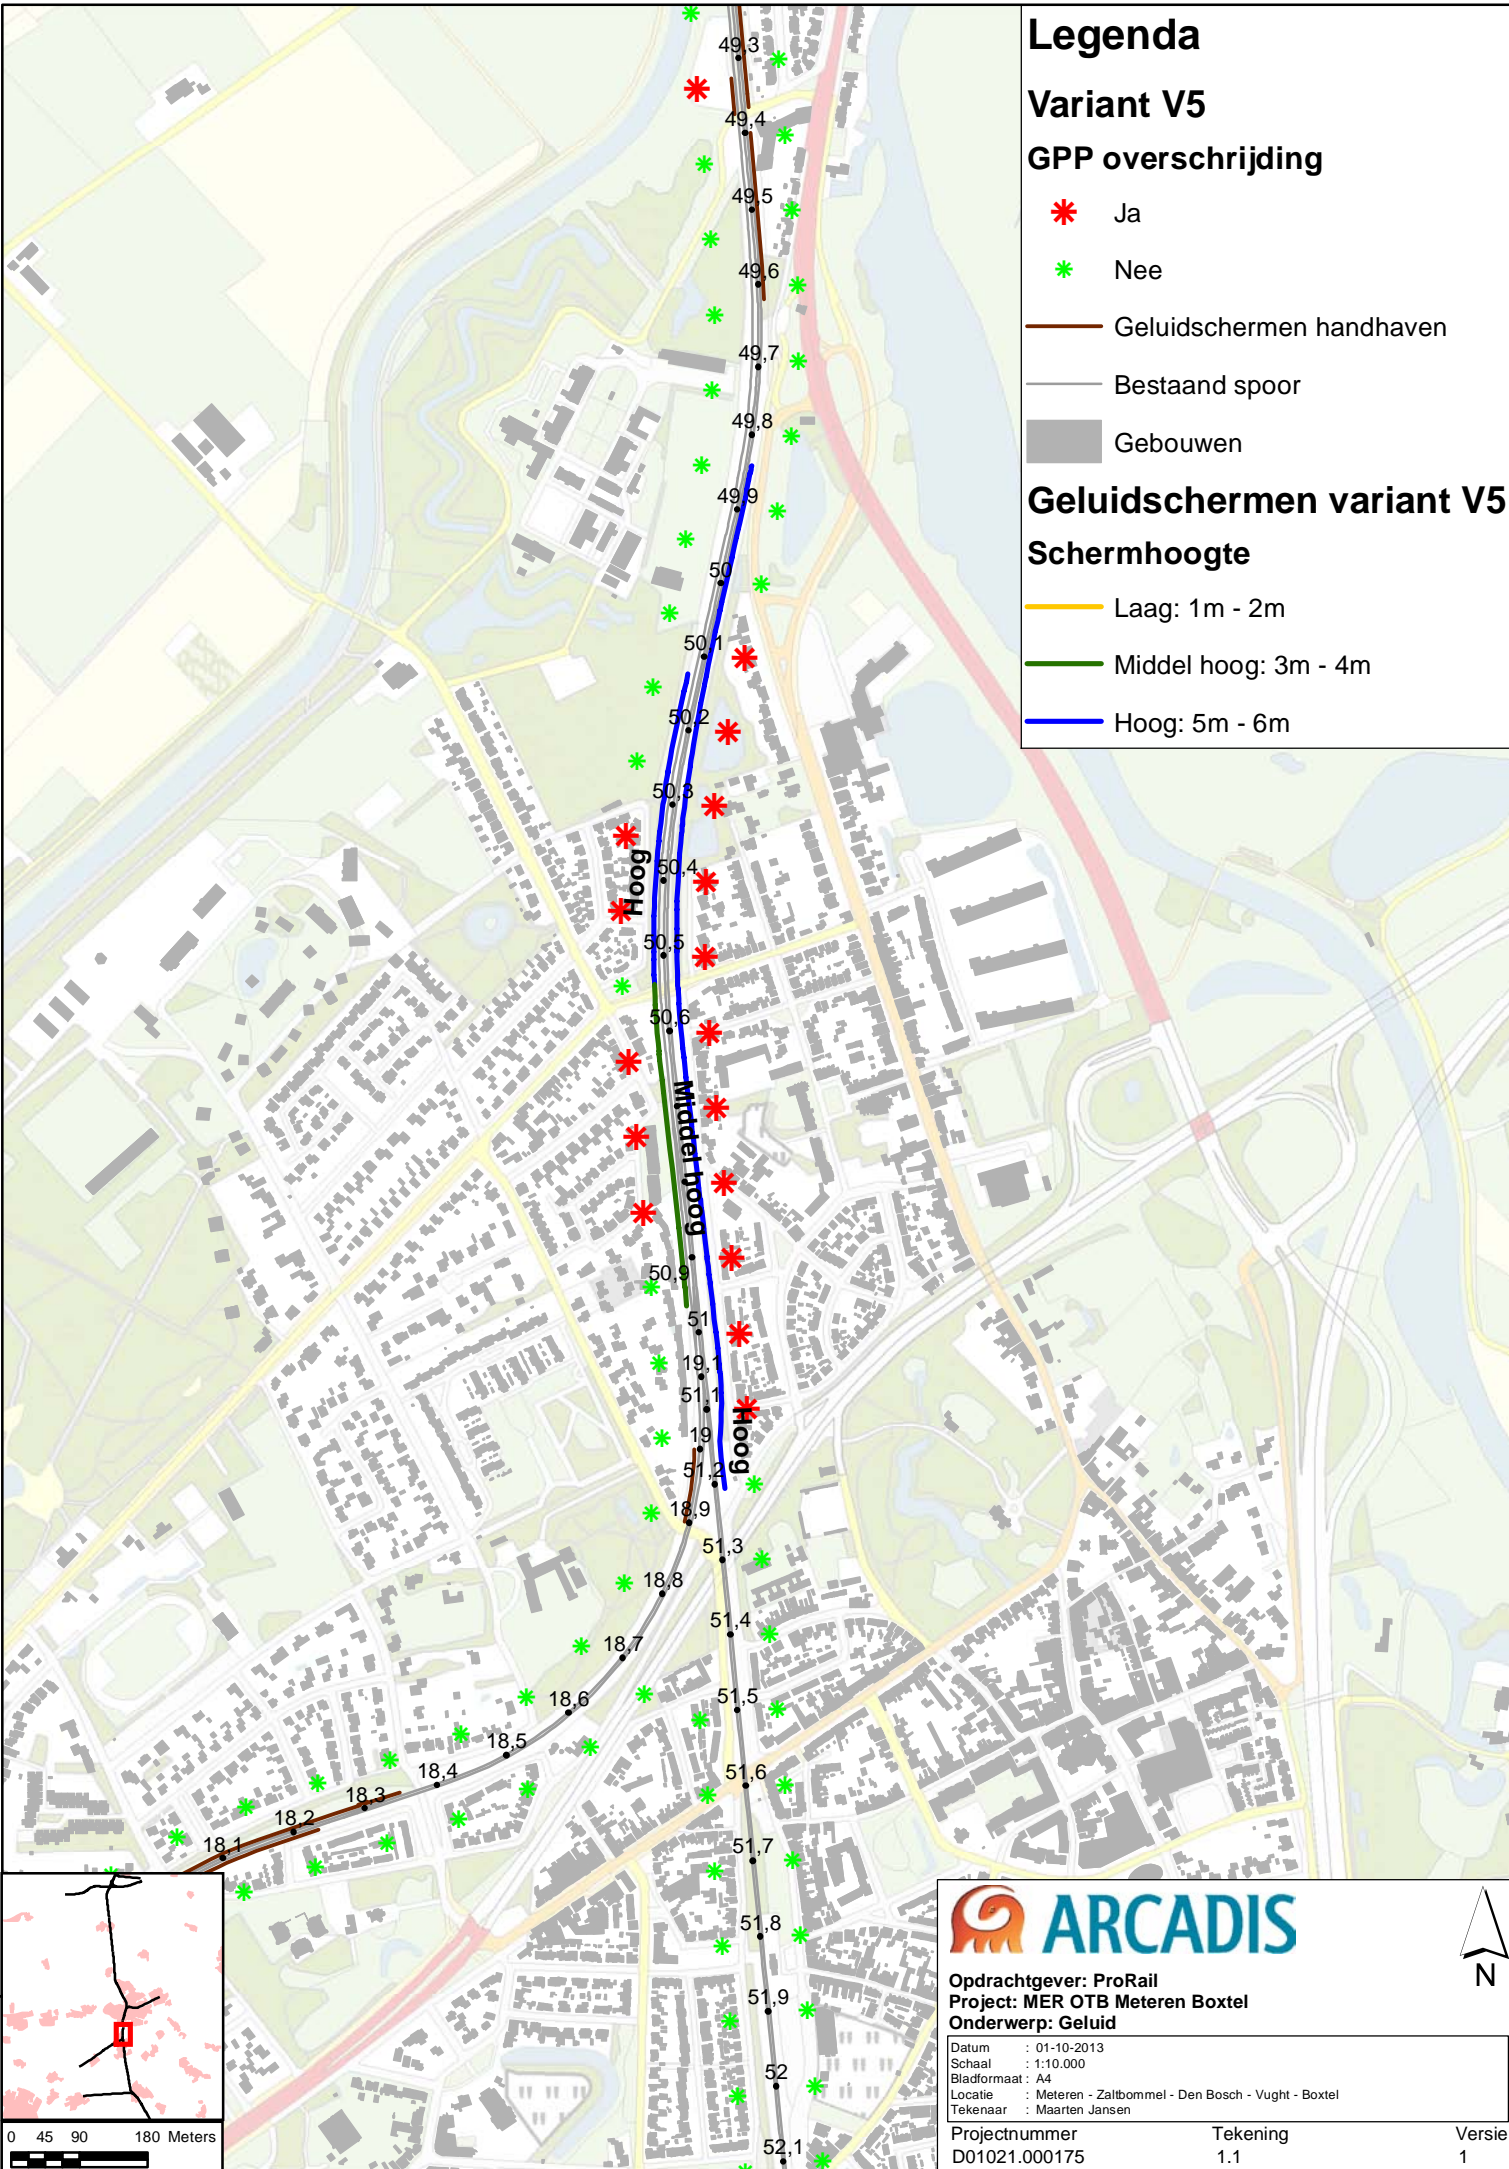 Legenda
Variant V5
GPP overschrijding
Ja
Nee
Geluidschermen handhaven
Bestaand spoor
Gebouwen
Geluidschermen variant V5
Schermhoogte
Laag: 1m - 2m
Middel hoog: 3m - 4m
Hoog: 5m - 6m
49,3
49,4
49,5
49,6
49,7
49,8
49,9
50
50,1
50,2
50,3
50,4
Hoog
50,5
50,6
Middel hoog
50,9
51
19,1
51,1
19
Hoog
51,2
18,9
51,3
18,8
51,4
18,7
18,6
51,5
18,5
18,4
51,6
18,3
18,2
18,1
51,7
51,8
51,9
52
52,1
0 45 90 180 Meters
ARCADIS
N
Opdrachtgever: ProRail
Project: MER OTB Meteren Boxtel
Onderwerp: Geluid
Datum : 01-10-2013
Schaal : 1:10.000
Bladformaat : A4
Locatie : Meteren - Zaltbommel - Den Bosch - Vught - Boxtel
Tekenaar : Maarten Jansen
Projectnummer Tekening Versie
D01021.000175 1.1 1